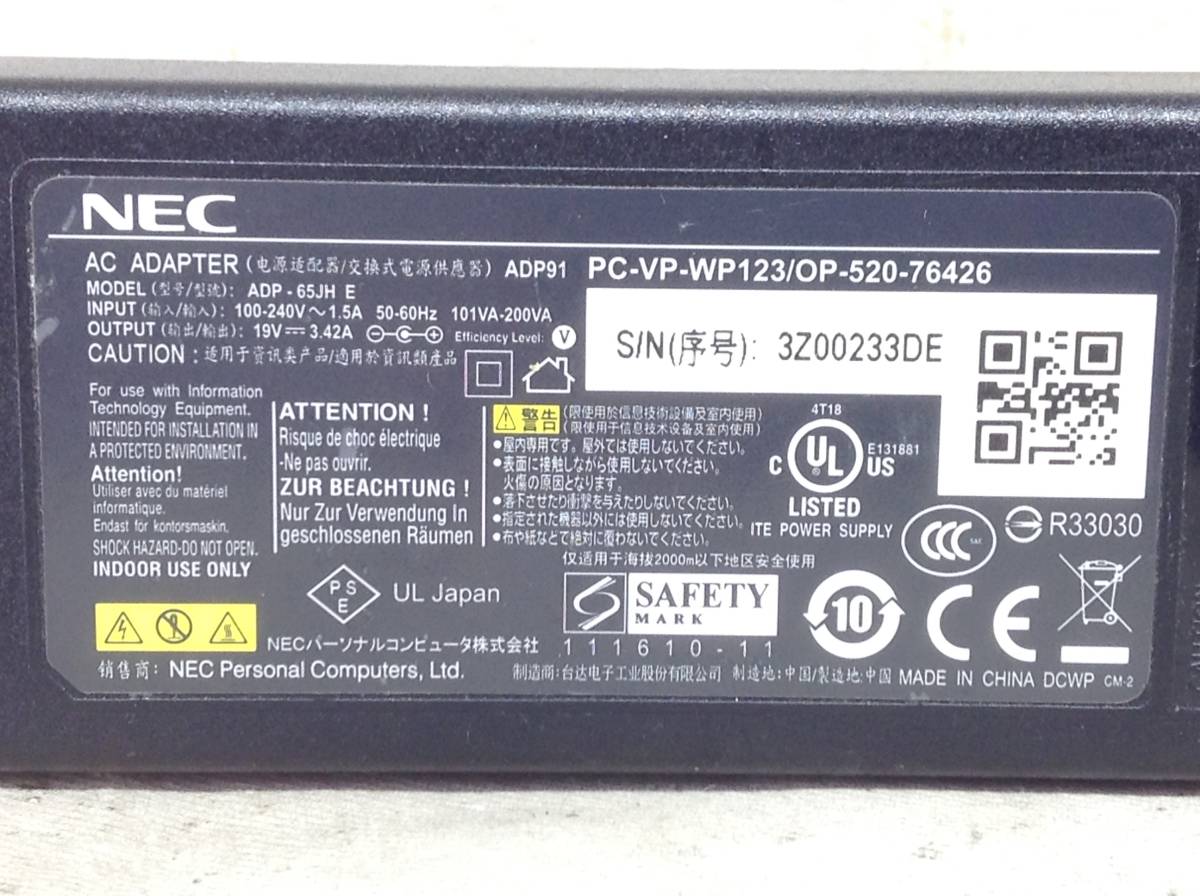 NEC
AC ADAPTER (电源适配器/交換式電源供應器) ADP91 PC-VP-WP123/OP-520-76426
MODEL (型号/型號): ADP-65JH E
INPUT (输入/輸入): 100-240V～1.5A 50-60Hz 101VA-200VA
OUTPUT (输出/輸出): 19V⎓3.42A Efficiency Level: V
CAUTION : 适用于资讯类产品/適用於資訊類產品
S/N(序号): 3Z00233DE
For use with Information
Technology Equipment.
INTENDED FOR INSTALLATION IN
A PROTECTED ENVIRONMENT.
Attention!
Utiliser avec du matériel
informatique.
Endast för kontorsmaskin.
SHOCK HAZARD-DO NOT OPEN.
INDOOR USE ONLY
ATTENTION !
Risque de choc électrique
-Ne pas ouvrir.
ZUR BEACHTUNG !
Nur Zur Verwendung In
geschlossenen Räumen
警告 (限使用於信息技術設備及室内使用)
(限使用于信息技术设备及室内使用)
●屋内専用です。屋外では使用しないでください。
●表面に接触しながら使用しないでください。
火傷の原因となります。
●落下させたり衝撃を与えたりしないでください。
●指定された機器以外には使用しないでください。
●布や紙などで絶対に覆わないでください。
仅适用于海拔2000m以下地区安全使用
4T18
C UL US
E131881
LISTED
ITE POWER SUPPLY
CCC
S&E
R33030
PS
E
UL Japan
NECパーソナルコンピュータ株式会社
SAFETY
MARK
111610-11
10
CE
销售商: NEC Personal Computers, Ltd.
制造商:台达电子工业股份有限公司 制造地:中国/製造地:中國 MADE IN CHINA DCWP CM-2